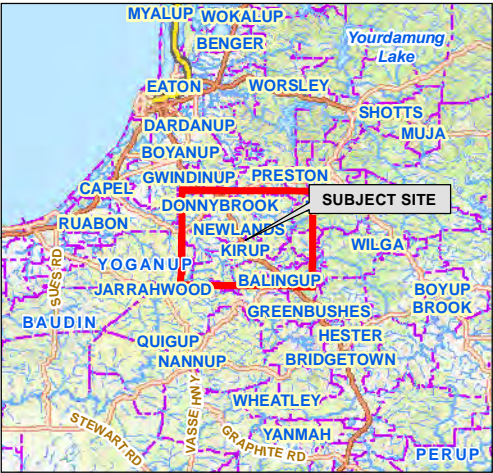 MYALUP WOKALUP
BENGER
Yourdamung
Lake
EATON WORSLEY
SHOTTS
DARDANUP
MUJA
BOYANUP
GWINDINUP PRESTON
CAPEL
SUBJECT SITE
DONNYBROOK
RUABON
NEWLANDS
KIRUP
WILGA
YOGANUP
SUES RD
JARRAHWOOD
BALINGUP
BOYUP
BROOK
GREENBUSHES
BAUDIN
HESTER
QUIGUP
NANNUP
BRIDGETOWN
VASSE HWY
WHEATLEY
STEWART RD
GRAPHITE RD
YANMAH
PERUP